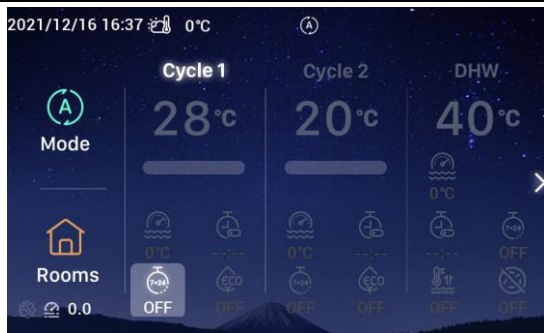 2021/12/16 16:37 0°C A
Cycle 1 Cycle 2 DHW
A 28°C 20°C 40°C
Mode
0°C
0°C --:-- 0°C --:-- --:-- OFF
Rooms 7×24 ECO 7×24 ECO
0.0 OFF OFF OFF OFF OFF OFF